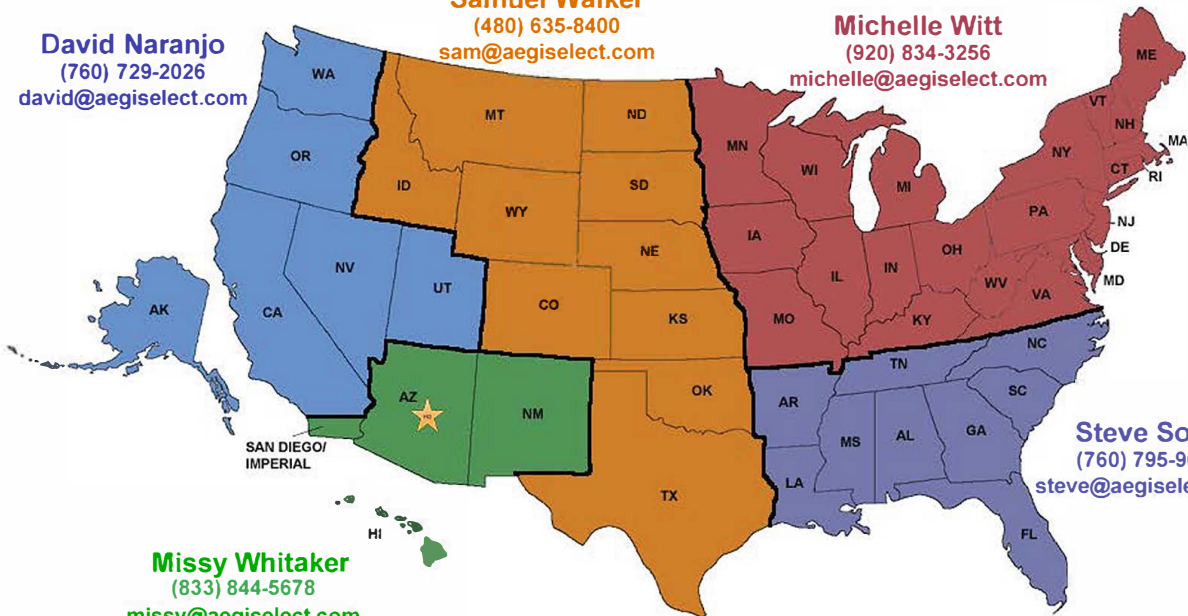 Samuel Walker
(480) 635-8400
sam@aegiselect.com
David Naranjo
(760) 729-2026
david@aegiselect.com
Michelle Witt
(920) 834-3256
michelle@aegiselect.com
WA
OR
CA
NV
UT
AK
MT
ID
WY
CO
ND
SD
NE
KS
OK
TX
MN
WI
MI
IA
IL
IN
OH
MO
KY
WV
VA
PA
NY
VT
NH
ME
MA
CT
RI
NJ
DE
MD
AZ
HQ
NM
SAN DIEGO/
IMPERIAL
HI
AR
LA
TN
MS
AL
GA
NC
SC
FL
Steve
(760)
Missy Whitaker
(833) 844-5678
missy@aegiselect.com